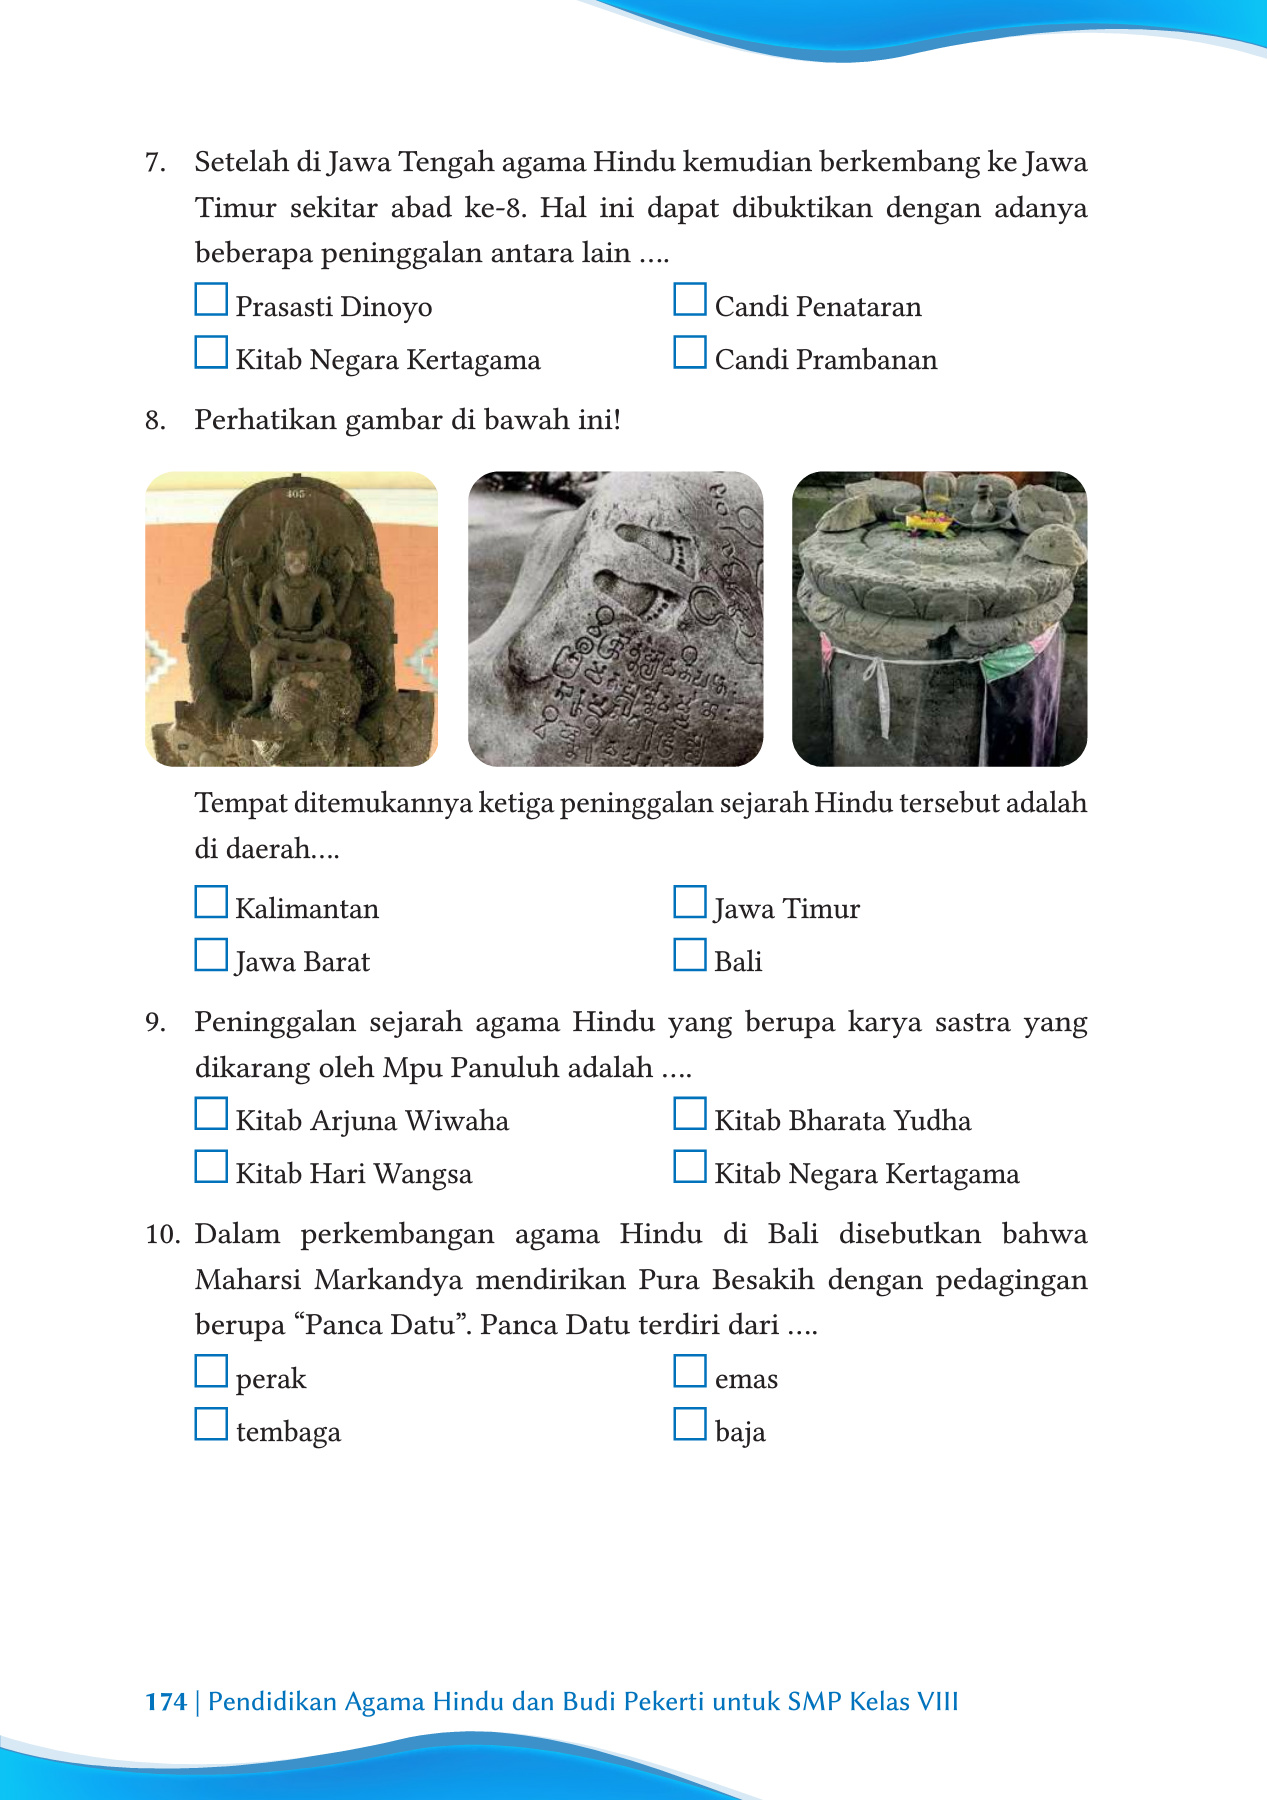 7. Setelah di Jawa Tengah agama Hindu kemudian berkembang ke Jawa
Timur sekitar abad ke-8. Hal ini dapat dibuktikan dengan adanya
beberapa peninggalan antara lain ….
Prasasti Dinoyo
Candi Penataran
Kitab Negara Kertagama
Candi Prambanan
8. Perhatikan gambar di bawah ini!
405
Tempat ditemukannya ketiga peninggalan sejarah Hindu tersebut adalah
di daerah….
Kalimantan
Jawa Timur
Jawa Barat
Bali
9. Peninggalan sejarah agama Hindu yang berupa karya sastra yang
dikarang oleh Mpu Panuluh adalah ….
Kitab Arjuna Wiwaha
Kitab Bharata Yudha
Kitab Hari Wangsa
Kitab Negara Kertagama
10. Dalam perkembangan agama Hindu di Bali disebutkan bahwa
Maharsi Markandya mendirikan Pura Besakih dengan pedagingan
berupa “Panca Datu”. Panca Datu terdiri dari ….
perak
emas
tembaga
baja
174 | Pendidikan Agama Hindu dan Budi Pekerti untuk SMP Kelas VIII